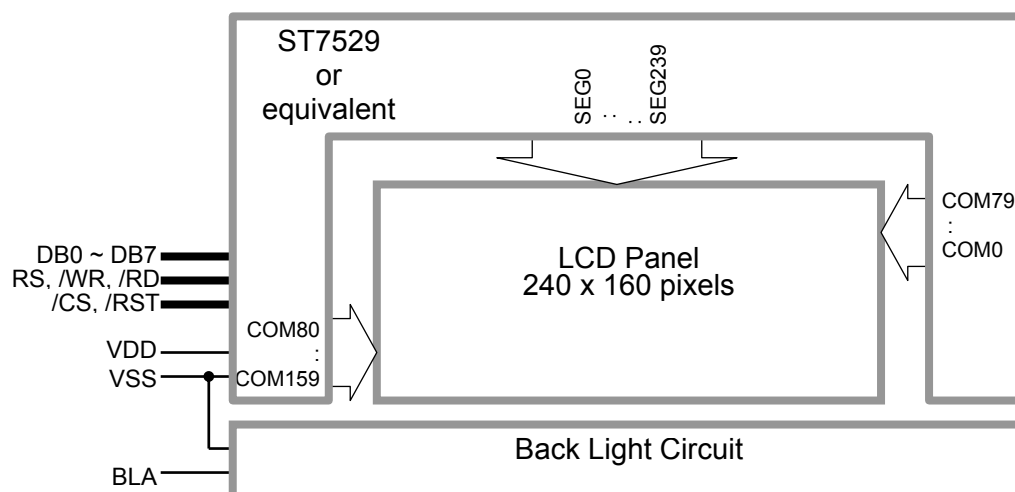 ST7529
or
equivalent
SEG0
..
..
SEG239
COM79
:
COM0
LCD Panel
240 x 160 pixels
DB0 ~ DB7
RS, /WR, /RD
/CS, /RST
COM80
:
COM159
VDD
VSS
Back Light Circuit
BLA